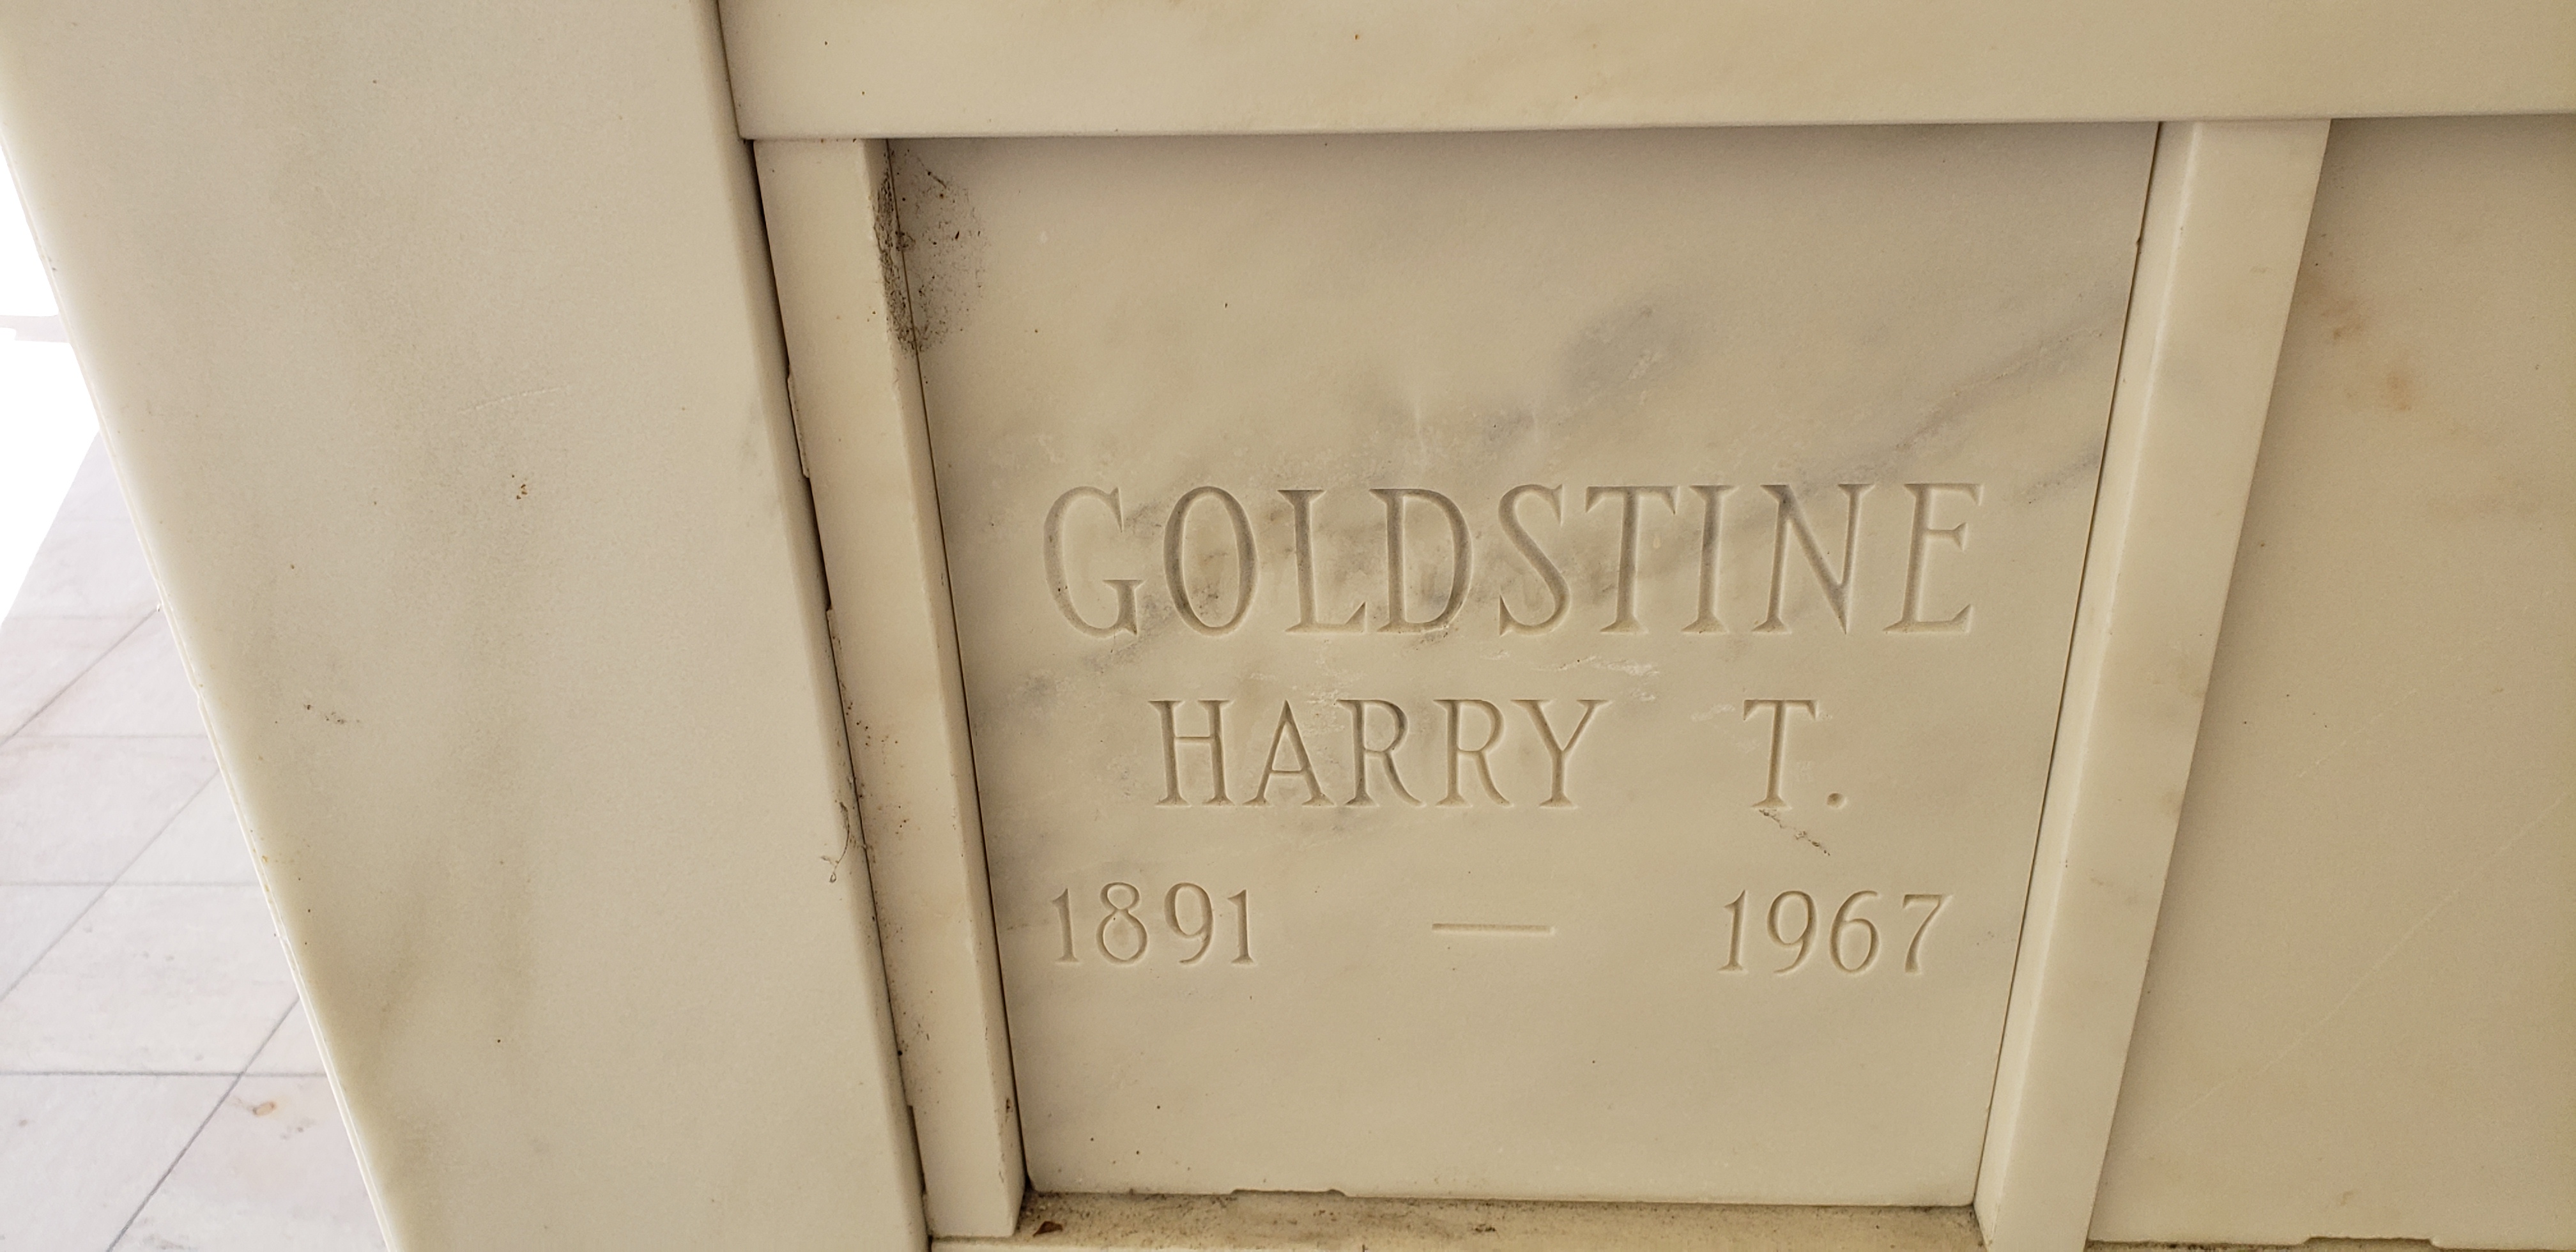 GOLDSTINE
HARRY T.
1891 — 1967